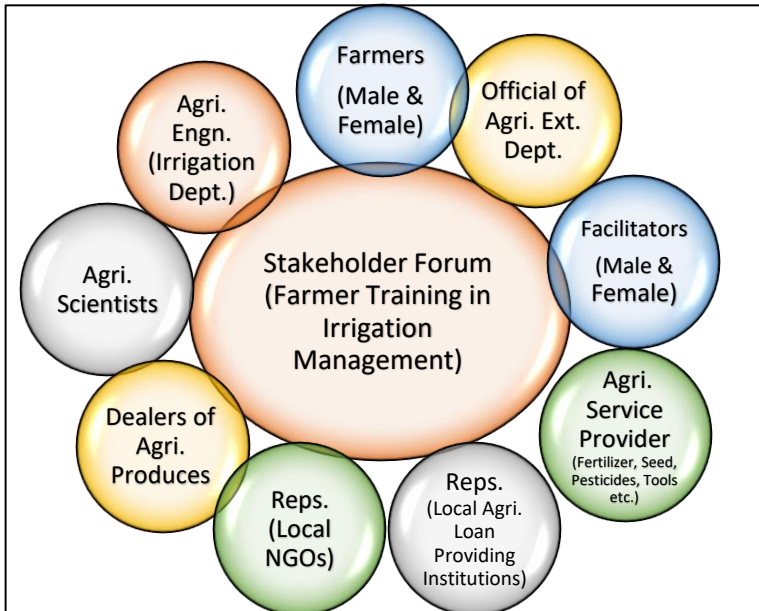 Farmers
(Male &
Female)
Official of
Agri. Ext.
Dept.
Facilitators
(Male &
Female)
Agri.
Service
Provider
(Fertilizer, Seed,
Pesticides, Tools
etc.)
Reps.
(Local Agri.
Loan
Providing
Institutions)
Reps.
(Local
NGOs)
Dealers of
Agri.
Produces
Agri.
Scientists
Agri.
Engn.
(Irrigation
Dept.)
Stakeholder Forum
(Farmer Training in
Irrigation
Management)